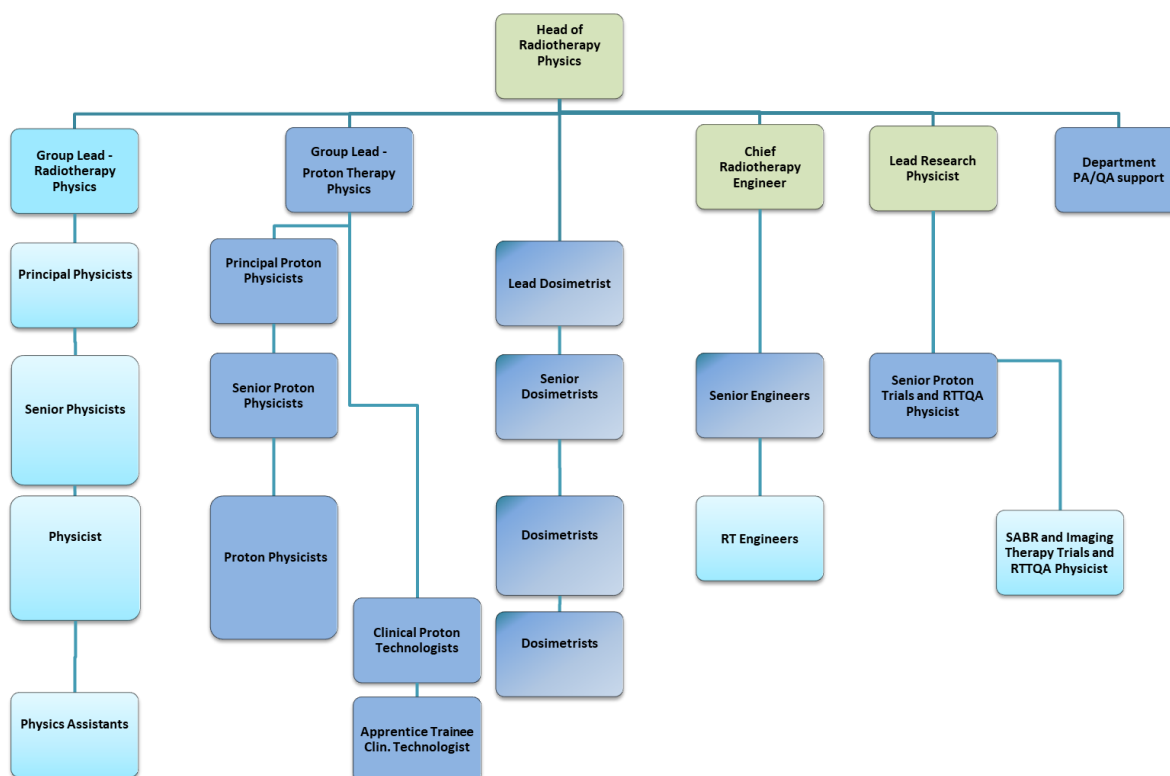 Head of
Radiotherapy
Physics
Group Lead -
Radiotherapy
Physics
Group Lead -
Proton Therapy
Physics
Chief
Radiotherapy
Engineer
Lead Research
Physicist
Department
PA/QA support
Principal Physicists
Principal Proton
Physicists
Lead Dosimetrist
Senior Physicists
Senior Proton
Physicists
Senior
Dosimetrists
Senior Engineers
Senior Proton
Trials and RTTQA
Physicist
Physicist
Proton Physicists
Dosimetrists
RT Engineers
SABR and Imaging
Therapy Trials and
RTTQA Physicist
Clinical Proton
Technologists
Dosimetrists
Physics Assistants
Apprentice Trainee
Clin. Technologist